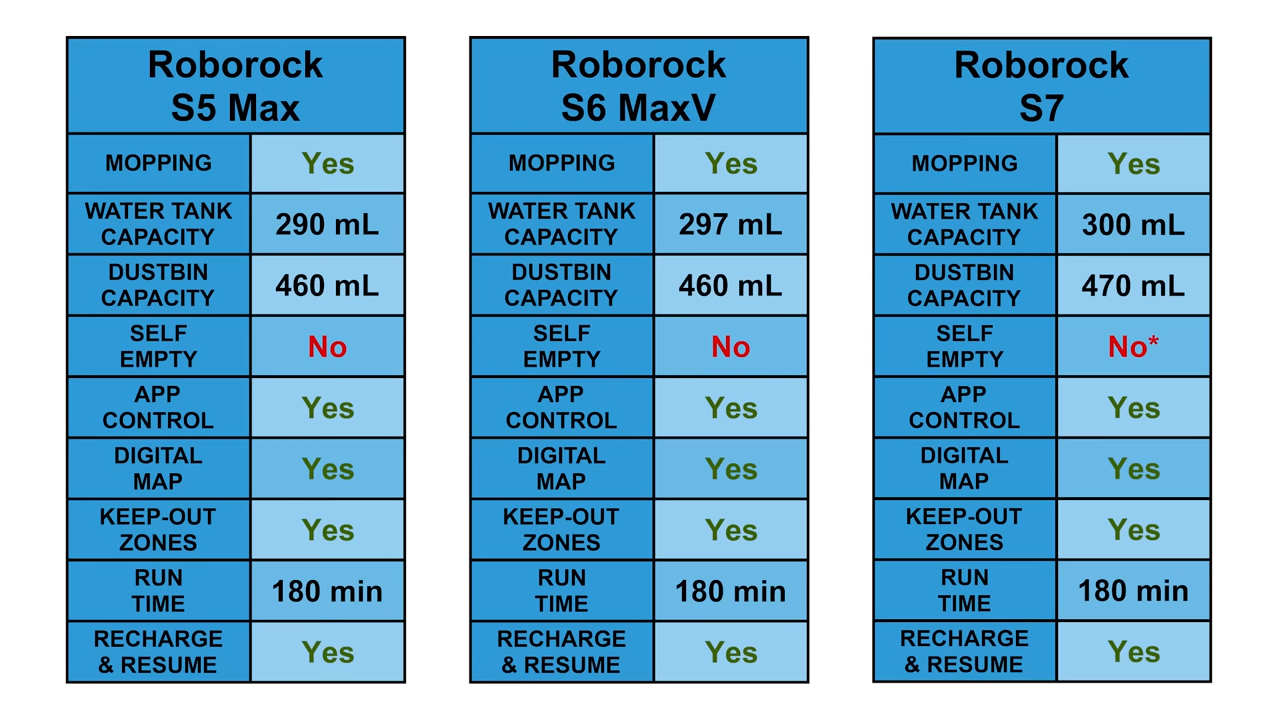 Roborock
S5 Max
MOPPING
Yes
WATER TANK
CAPACITY
290 mL
DUSTBIN
CAPACITY
460 mL
SELF
EMPTY
No
APP
CONTROL
Yes
DIGITAL
MAP
Yes
KEEP-OUT
ZONES
Yes
RUN
TIME
180 min
RECHARGE
& RESUME
Yes
Roborock
S6 MaxV
MOPPING
Yes
WATER TANK
CAPACITY
297 mL
DUSTBIN
CAPACITY
460 mL
SELF
EMPTY
No
APP
CONTROL
Yes
DIGITAL
MAP
Yes
KEEP-OUT
ZONES
Yes
RUN
TIME
180 min
RECHARGE
& RESUME
Yes
Roborock
S7
MOPPING
Yes
WATER TANK
CAPACITY
300 mL
DUSTBIN
CAPACITY
470 mL
SELF
EMPTY
No*
APP
CONTROL
Yes
DIGITAL
MAP
Yes
KEEP-OUT
ZONES
Yes
RUN
TIME
180 min
RECHARGE
& RESUME
Yes